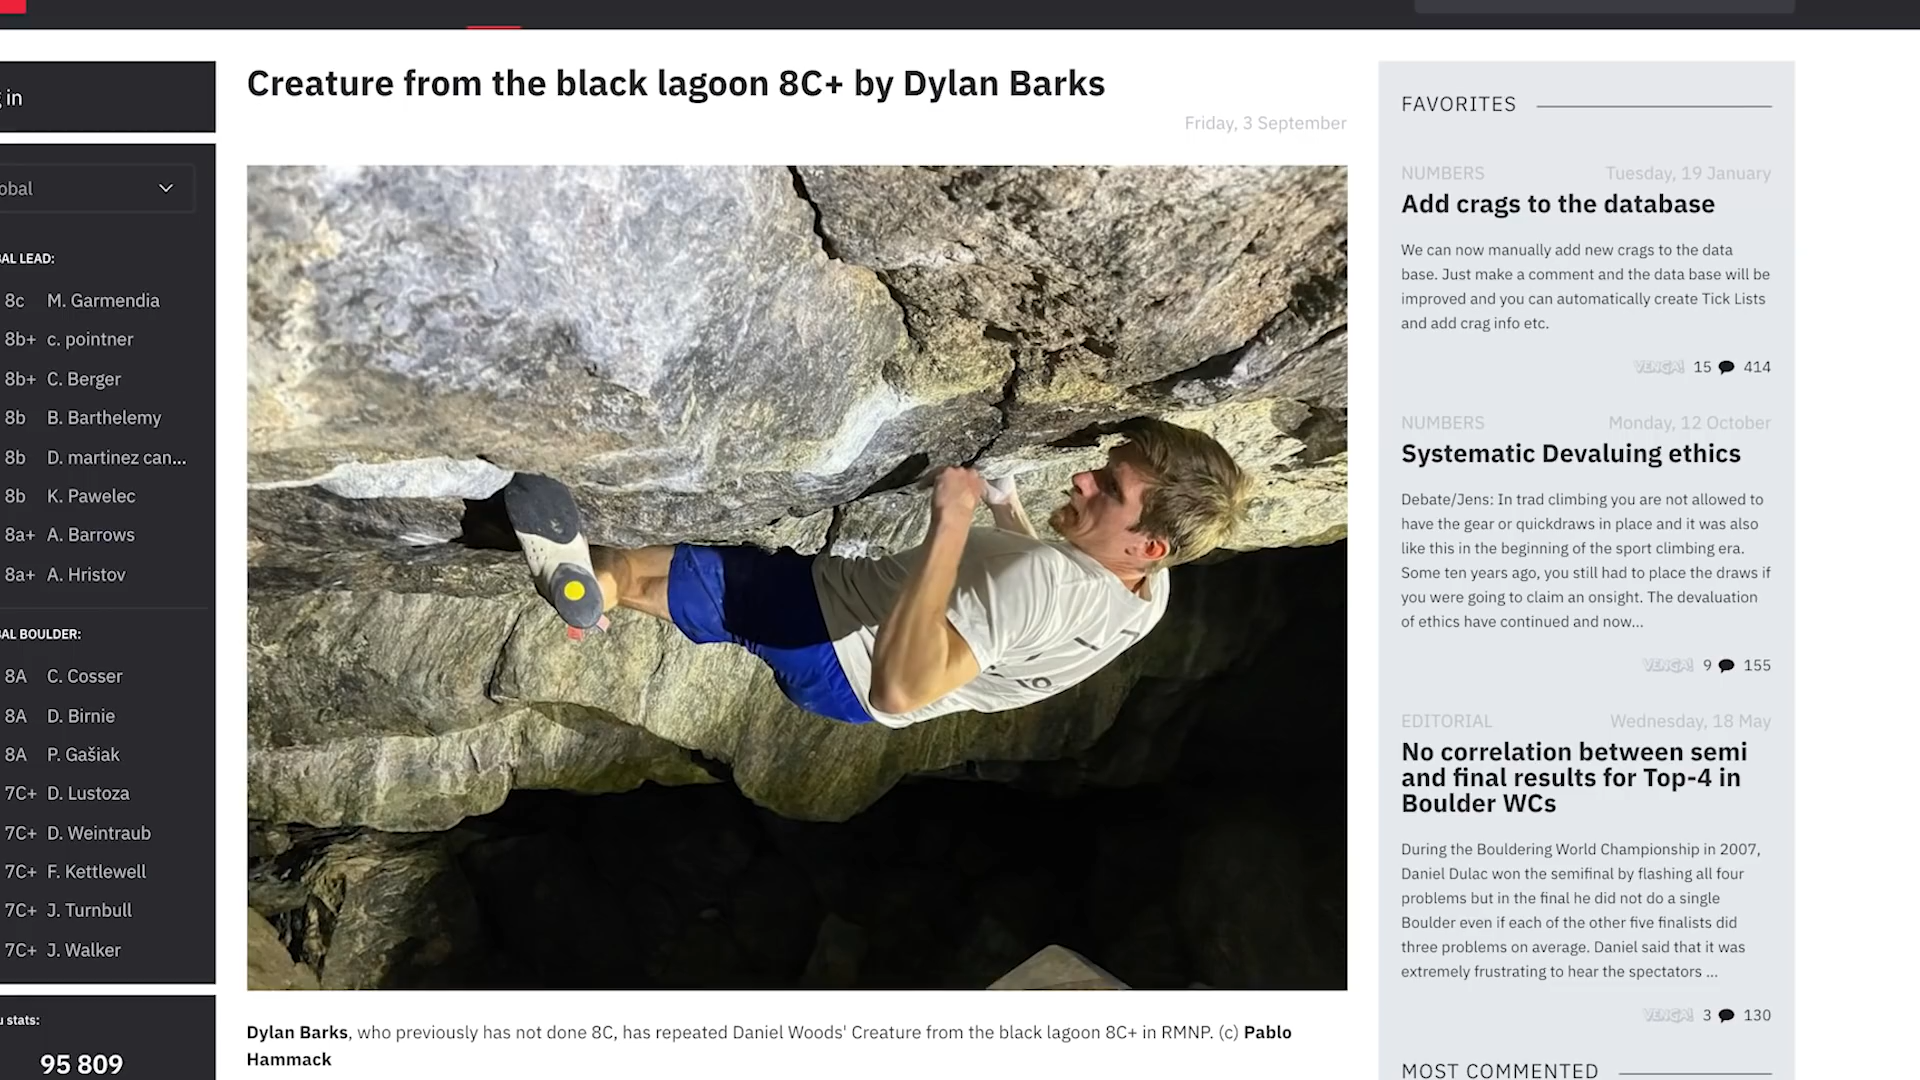 in
obal
AL LEAD:
8c M. Garmendia
8b+ c. pointner
8b+ C. Berger
8b B. Barthelemy
8b D. martinez can...
8b K. Pawelec
8a+ A. Barrows
8a+ A. Hristov
AL BOULDER:
8A C. Cosser
8A D. Birnie
8A P. Gašiak
7C+ D. Lustoza
7C+ D. Weintraub
7C+ F. Kettlewell
7C+ J. Turnbull
7C+ J. Walker
u stats:
95 809
Creature from the black lagoon 8C+ by Dylan Barks
Friday, 3 September
Dylan Barks, who previously has not done 8C, has repeated Daniel Woods' Creature from the black lagoon 8C+ in RMNP. (c) Pablo
Hammack
FAVORITES
NUMBERS Tuesday, 19 January
Add crags to the database
We can now manually add new crags to the data
base. Just make a comment and the data base will be
improved and you can automatically create Tick Lists
and add crag info etc.
VENGA! 15 414
NUMBERS Monday, 12 October
Systematic Devaluing ethics
Debate/Jens: In trad climbing you are not allowed to
have the gear or quickdraws in place and it was also
like this in the beginning of the sport climbing era.
Some ten years ago, you still had to place the draws if
you were going to claim an onsight. The devaluation
of ethics have continued and now...
VENGA! 9 155
EDITORIAL Wednesday, 18 May
No correlation between semi
and final results for Top-4 in
Boulder WCs
During the Bouldering World Championship in 2007,
Daniel Dulac won the semifinal by flashing all four
problems but in the final he did not do a single
Boulder even if each of the other five finalists did
three problems on average. Daniel said that it was
extremely frustrating to hear the spectators ...
VENGA! 3 130
MOST COMMENTED